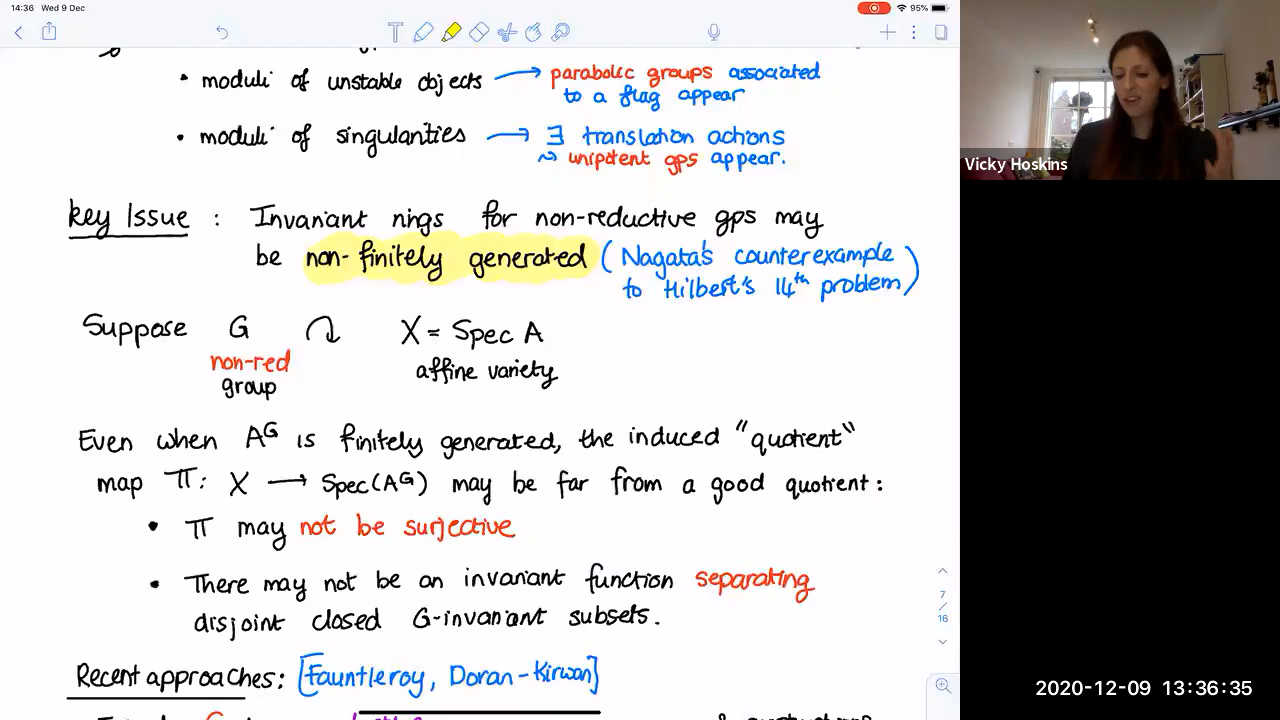 14:36 Wed 9 Dec
95%
• moduli of unstable objects → parabolic groups associated
to a flag appear
• moduli of singularities → ∃ translation actions
⇝ unipotent gps appear.
Vicky Hoskins
Key Issue : Invariant rings for non-reductive gps may
be non-finitely generated (Nagata's counterexample
to Hilbert's 14th problem)
Suppose G ↷ X = Spec A
non-red affine variety
group
Even when A^G is finitely generated, the induced "quotient"
map π: X → Spec(A^G) may be far from a good quotient:
• π may not be surjective
• There may not be an invariant function separating
disjoint closed G-invariant subsets.
7
/
16
Recent approaches: [Fauntleroy, Doran-Kirwan]
2020-12-09 13:36:35